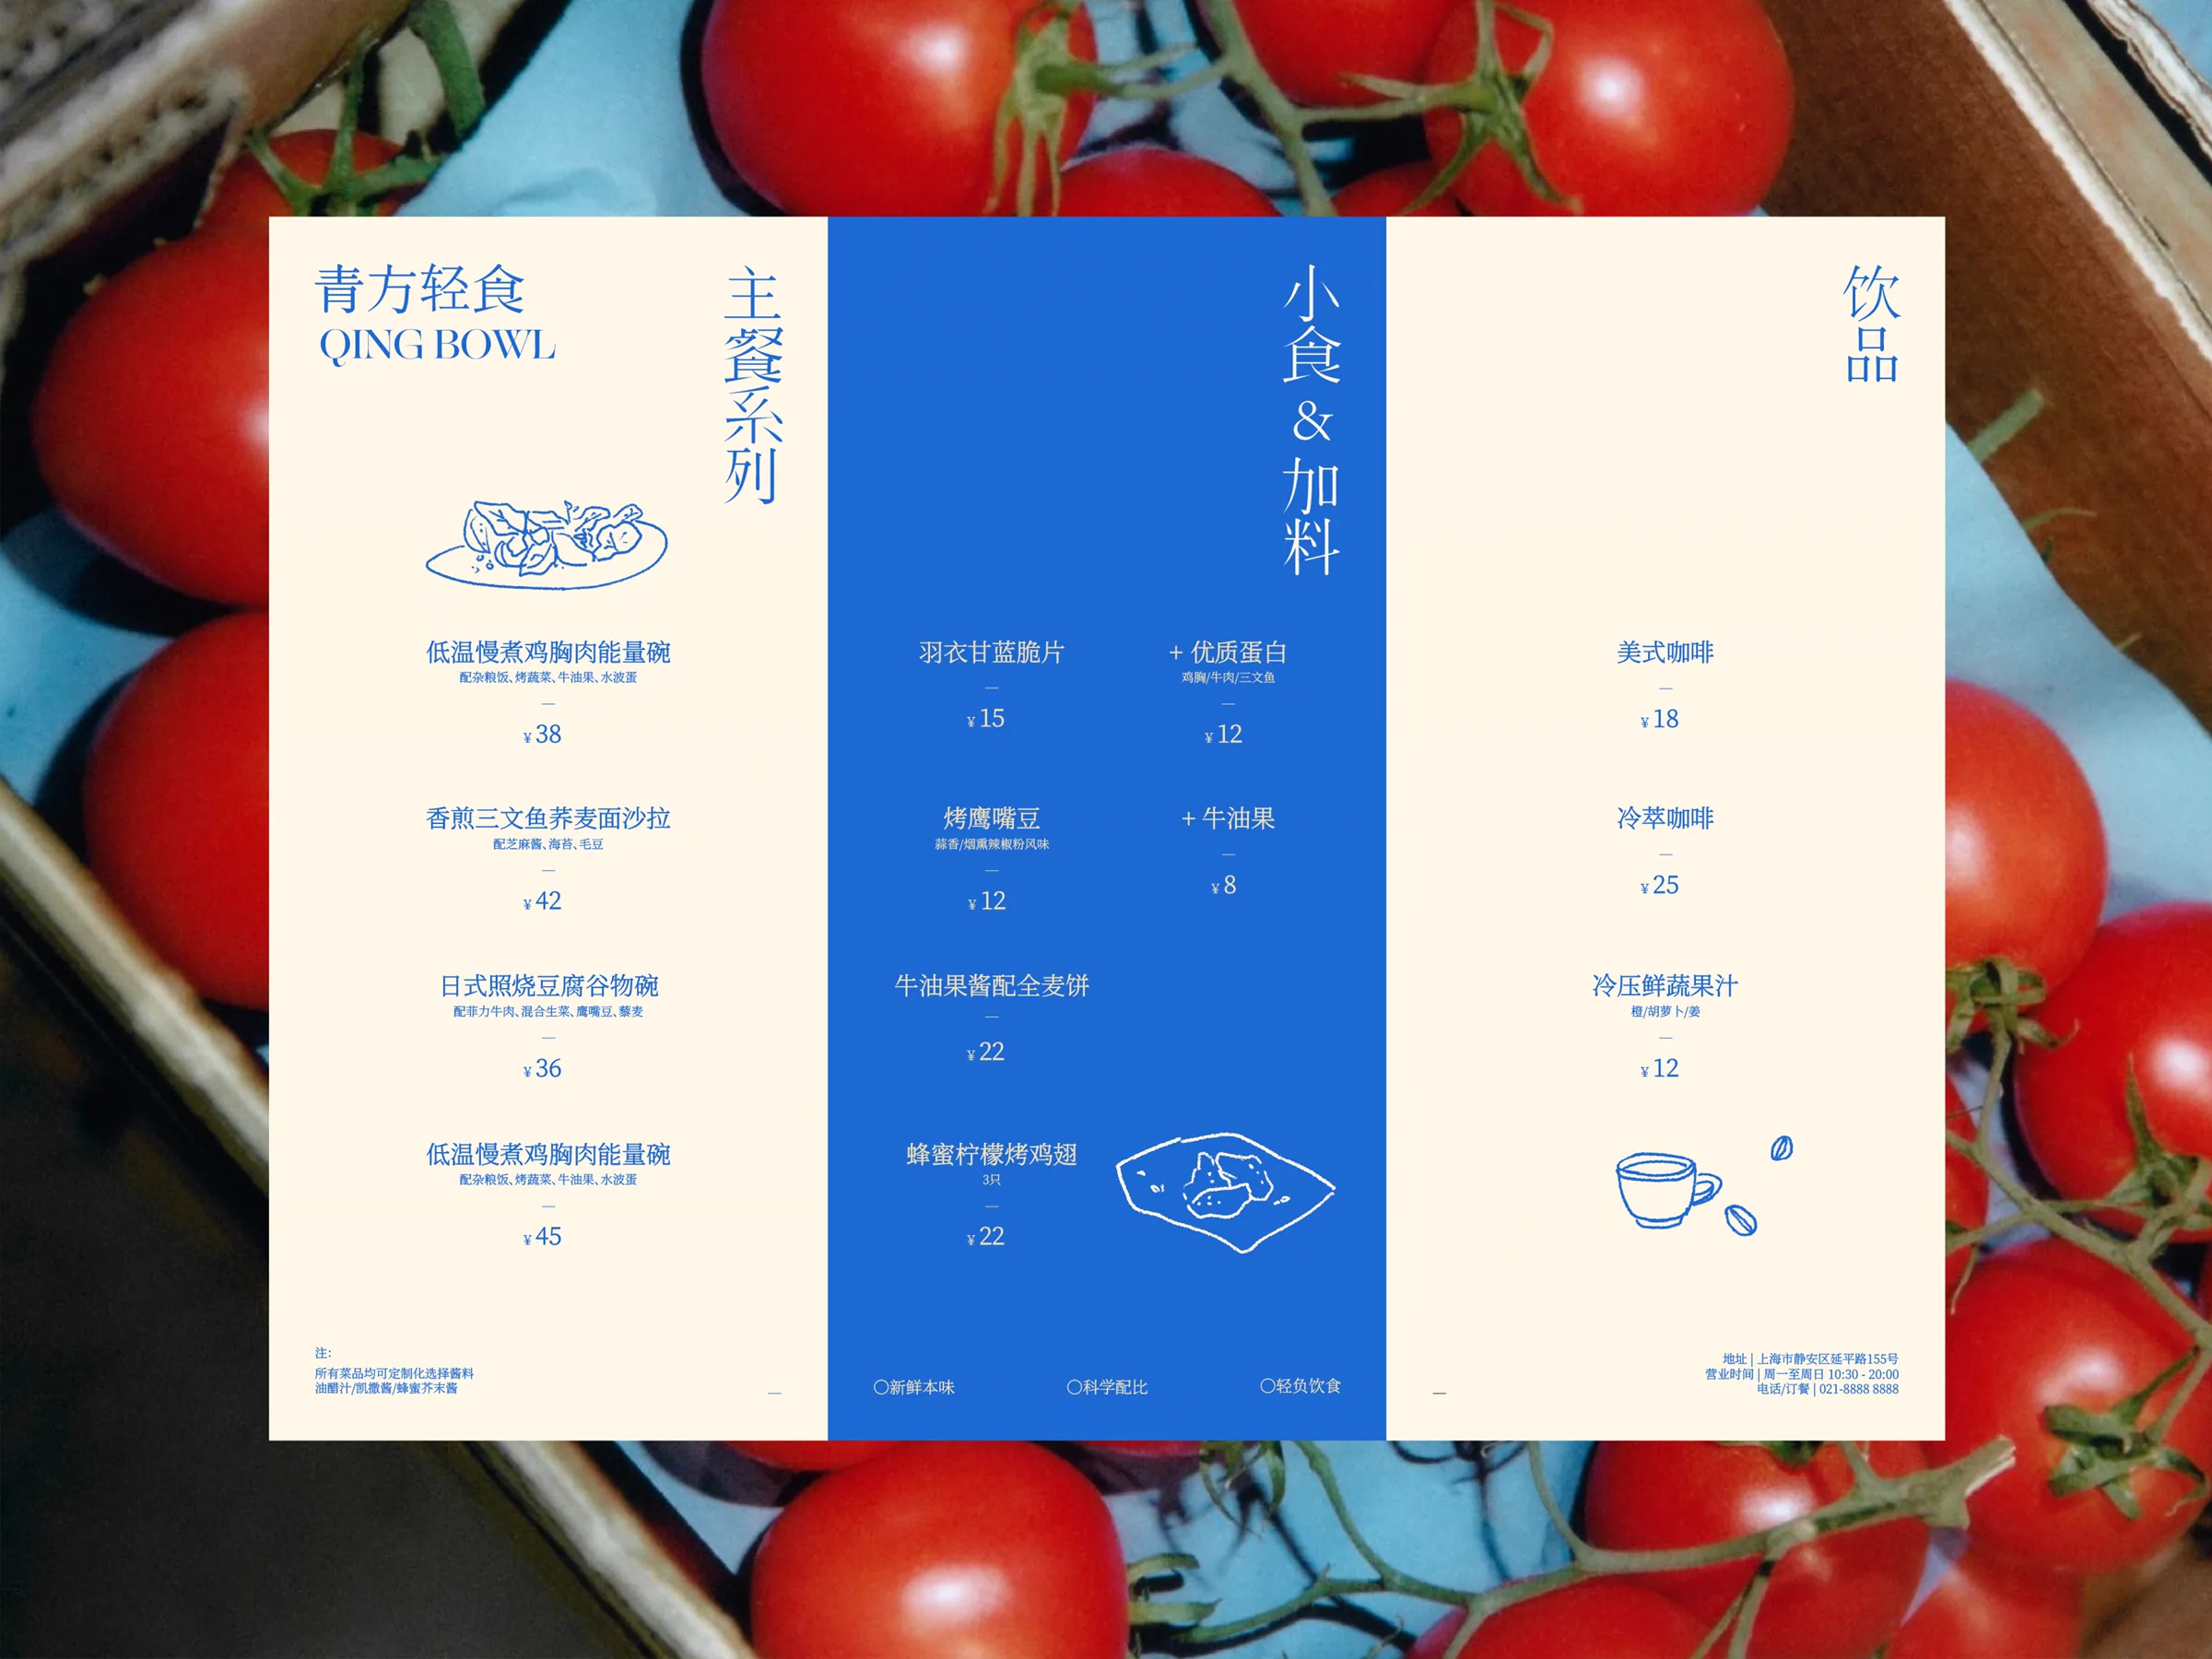 青方轻食
QING BOWL
主餐系列
低温慢煮鸡胸肉能量碗
配杂粮饭、烤蔬菜、牛油果、水波蛋
¥38
香煎三文鱼荞麦面沙拉
配芝麻酱、海苔、毛豆
¥42
日式照烧豆腐谷物碗
配菲力牛肉、混合生菜、鹰嘴豆、藜麦
¥36
低温慢煮鸡胸肉能量碗
配杂粮饭、烤蔬菜、牛油果、水波蛋
¥45
注:
所有菜品均可定制化选择酱料
油醋汁/凯撒酱/蜂蜜芥末酱
小食&加料
羽衣甘蓝脆片
¥15
烤鹰嘴豆
蒜香/烟熏辣椒粉风味
¥12
牛油果酱配全麦饼
¥22
蜂蜜柠檬烤鸡翅
3只
¥22
+ 优质蛋白
鸡胸/牛肉/三文鱼
¥12
+ 牛油果
¥8
〇新鲜本味
〇科学配比
〇轻负饮食
饮品
美式咖啡
¥18
冷萃咖啡
¥25
冷压鲜蔬果汁
橙/胡萝卜/姜
¥12
地址 | 上海市静安区延平路155号
营业时间 | 周一至周日 10:30 - 20:00
电话/订餐 | 021-8888 8888